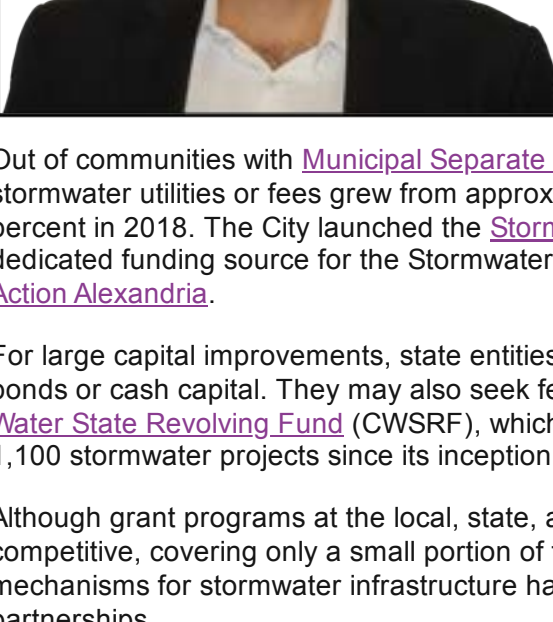 Out of communities with Municipal Separate
stormwater utilities or fees grew from approx
percent in 2018. The City launched the Storm
dedicated funding source for the Stormwater
Action Alexandria.
For large capital improvements, state entities
bonds or cash capital. They may also seek fe
Water State Revolving Fund (CWSRF), which
1,100 stormwater projects since its inception
Although grant programs at the local, state, a
competitive, covering only a small portion of
mechanisms for stormwater infrastructure ha
partnerships